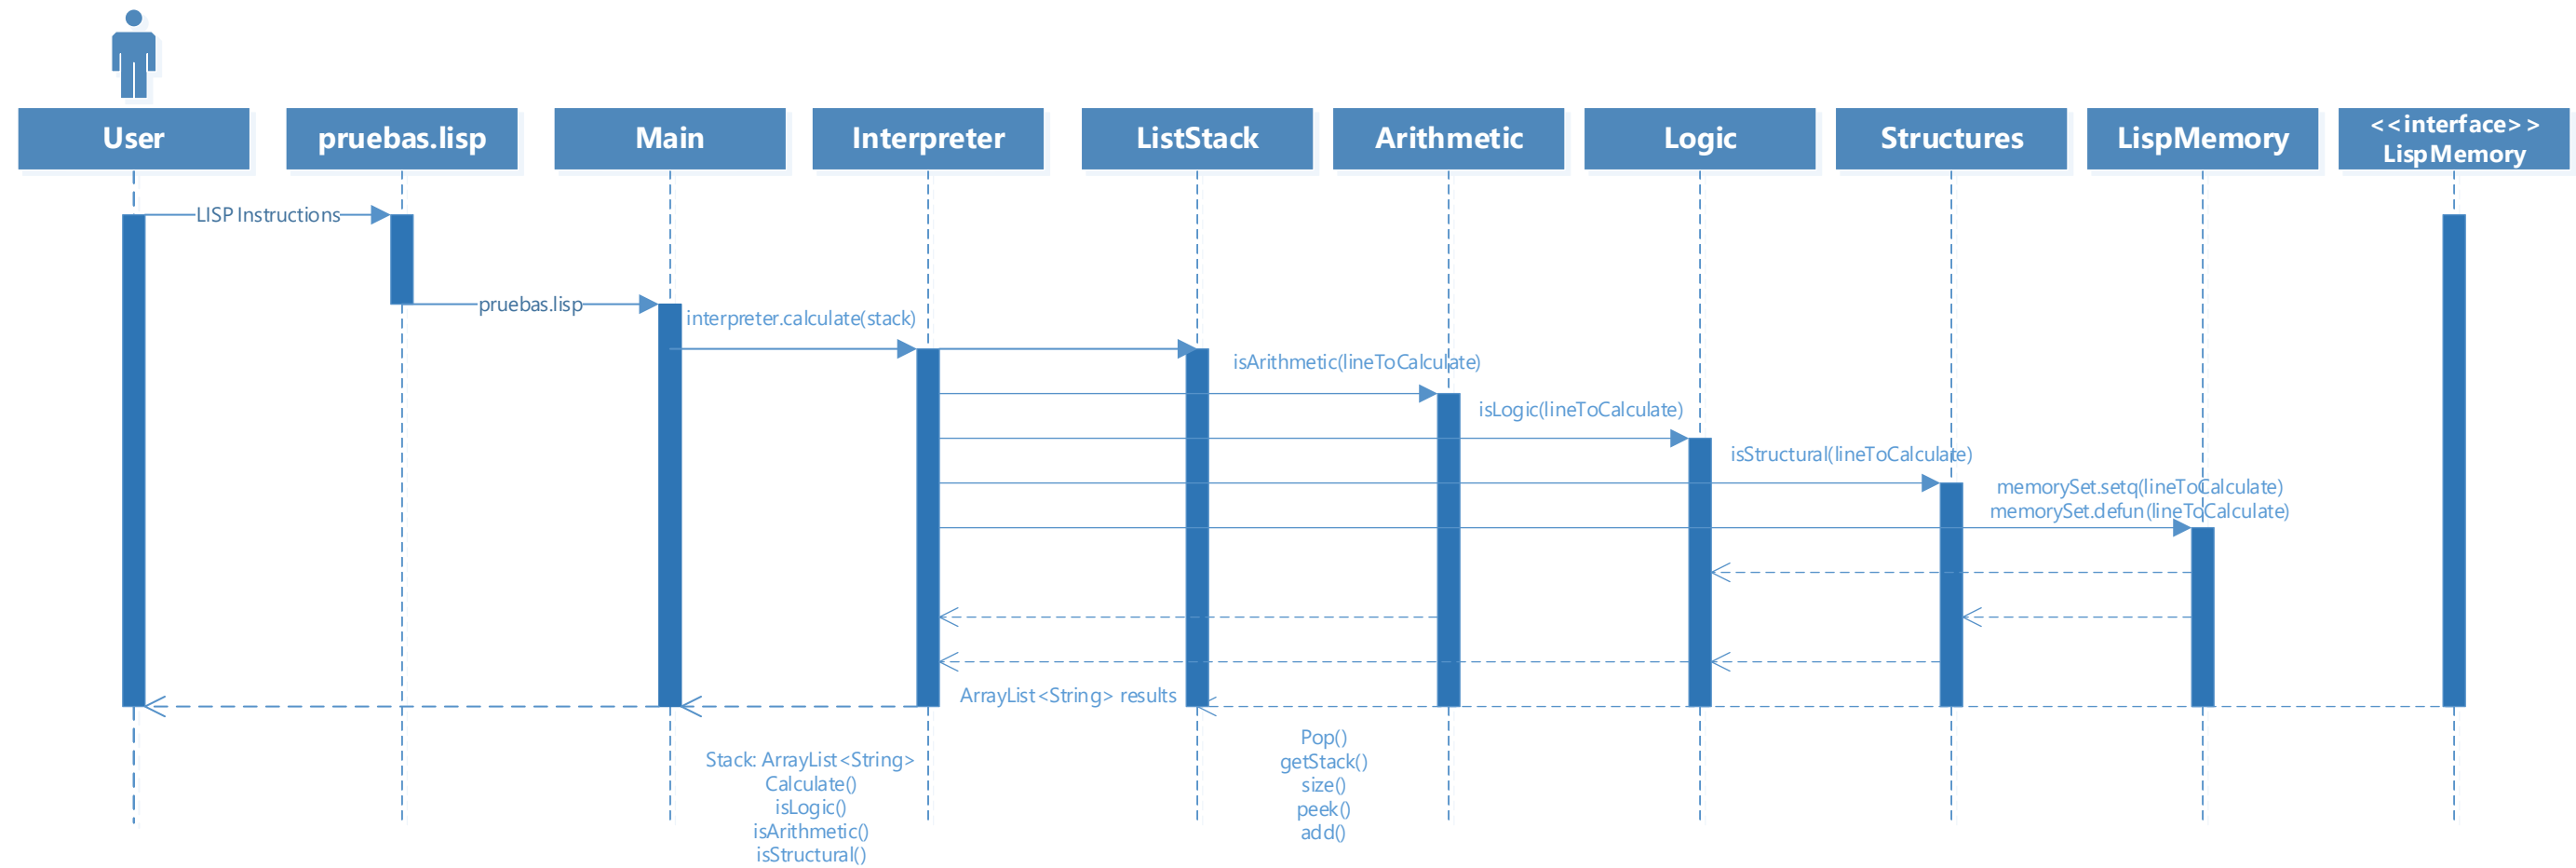 User
pruebas.lisp
Main
Interpreter
ListStack
Arithmetic
Logic
Structures
LispMemory
<<interface>>
LispMemory
LISP Instructions
pruebas.lisp
interpreter.calculate(stack)
isArithmetic(lineToCalculate)
isLogic(lineToCalculate)
isStructural(lineToCalculate)
memorySet.setq(lineToCalculate)
memorySet.defun(lineToCalculate)
ArrayList<String> results
Stack: ArrayList<String>
Calculate()
isLogic()
isArithmetic()
isStructural()
Pop()
getStack()
size()
peek()
add()